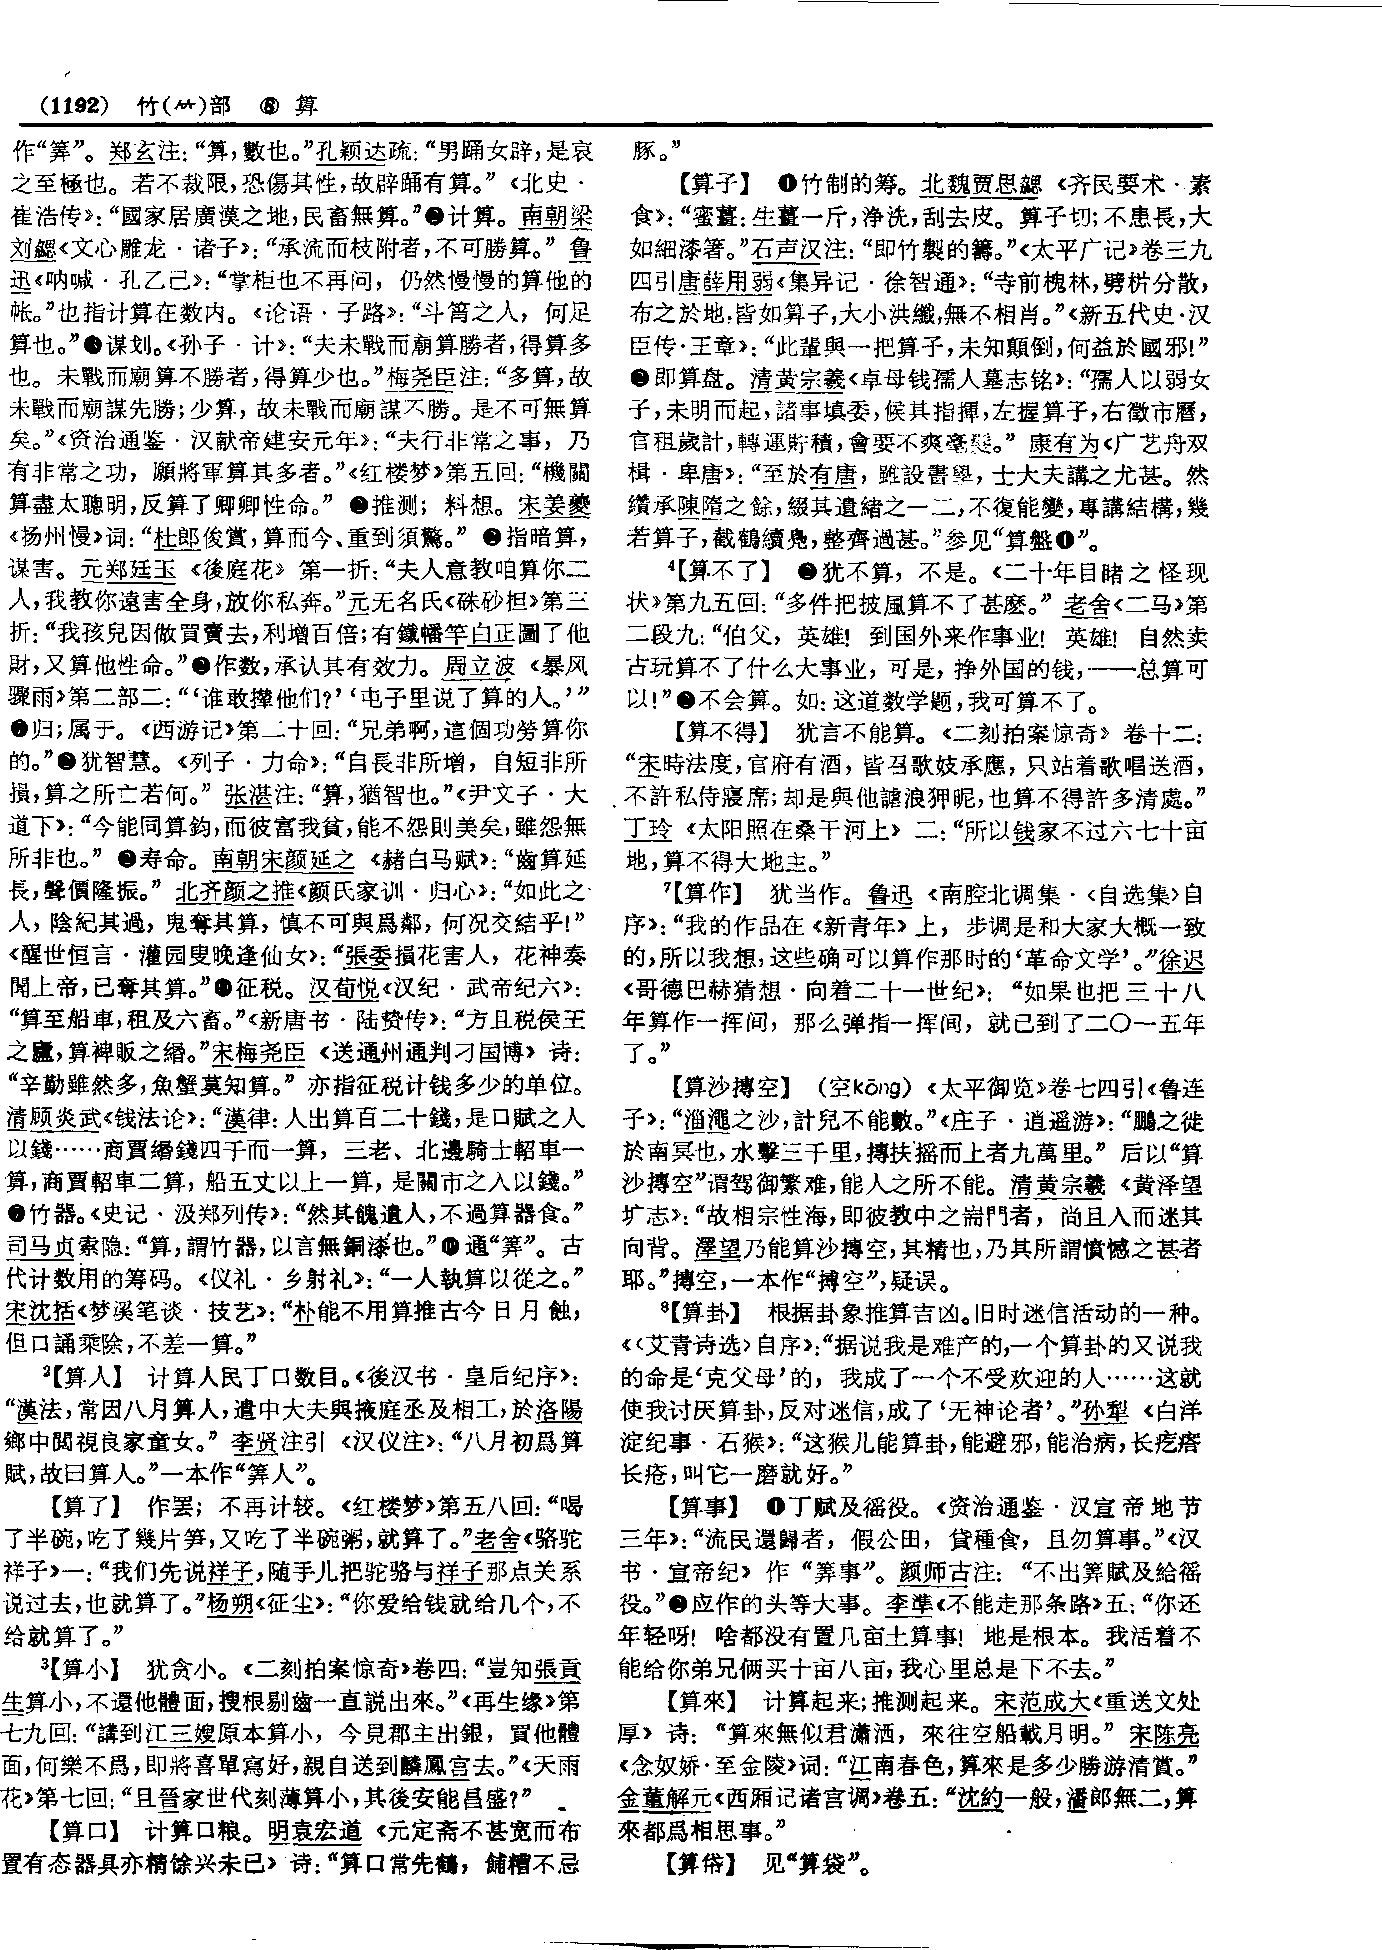 (1192) 竹(⺮)部 ⑧ 算
作“筭”。郑玄注：“算，數也。”孔颖达疏：“男踊女辟，是哀
之至極也。若不裁限，恐傷其性，故辟踊有算。”《北史·
崔浩传》：“國家居廣漠之地，民畜無算。”❷计算。南朝梁
刘勰《文心雕龙·诸子》：“承流而枝附者，不可勝算。”鲁
迅《呐喊·孔乙己》：“掌柜也不再问，仍然慢慢的算他的
帐。”也指计算在数内。《论语·子路》：“斗筲之人，何足
算也。”❸谋划。《孙子·计》：“夫未戰而廟算勝者，得算多
也。未戰而廟算不勝者，得算少也。”梅尧臣注：“多算，故
未戰而廟謀先勝；少算，故未戰而廟謀不勝。是不可無算
矣。”《资治通鉴·汉献帝建安元年》：“夫行非常之事，乃
有非常之功，願將軍算其多者。”《红楼梦》第五回：“機關
算盡太聰明，反算了卿卿性命。” 推测；料想。宋姜夔
《扬州慢》词：“杜郎俊賞，算而今、重到須驚。” 指暗算，
谋害。元郑廷玉《後庭花》第一折：“夫人意教咱算你二
人，我教你遠害全身，放你私奔。”元无名氏《硃砂担》第三
折：“我孩兒因做買賣去，利增百倍；有鐵幡竿白正圖了他
財，又算他性命。” 作数，承认其有效力。周立波《暴风
骤雨》第二部二：“‘谁敢撵他们？’‘屯子里说了算的人。’”
归；属于。《西游记》第二十回：“兄弟啊，這個功勞算你
的。” 犹智慧。《列子·力命》：“自長非所增，自短非所
損，算之所亡若何。”张湛注：“算，猶智也。”《尹文子·大
道下》：“今能同算鈞，而彼富我貧，能不怨則美矣，雖怨無
所非也。” 寿命。南朝宋颜延之《赭白马赋》：“齒算延
長，聲價隆振。”北齐颜之推《颜氏家训·归心》：“如此之
人，陰紀其過，鬼奪其算，慎不可與爲鄰，何况交結乎！”
《醒世恒言·灌园叟晚逢仙女》：“張委損花害人，花神奏
聞上帝，已奪其算。” 征税。汉荀悦《汉纪·武帝纪六》：
“算至船車，租及六畜。”《新唐书·陆贽传》：“方且税侯王
之廬，算裨販之緡。”宋梅尧臣《送通州通判刁国博》诗：
“辛勤雖然多，魚蟹莫知算。”亦指征税计钱多少的单位。
清顾炎武《钱法论》：“漢律：人出算百二十錢，是口賦之入
以錢……商賈緡錢四千而一算，三老、北邊騎士軺車一
算，商賈軺車二算，船五丈以上一算，是關市之入以錢。”
竹器。《史记·汲郑列传》：“然其餽遺人，不過算器食。”
司马贞索隐：“算，謂竹器，以言無銅漆也。” 通“筭”。古
代计数用的筹码。《仪礼·乡射礼》：“一人執算以從之。”
宋沈括《梦溪笔谈·技艺》：“朴能不用算推古今日月蝕，
但口誦乘除，不差一算。”
²【算人】 计算人民丁口数目。《後汉书·皇后纪序》：
“漢法，常因八月算人，遣中大夫與掖庭丞及相工，於洛陽
鄉中閲視良家童女。”李贤注引《汉仪注》：“八月初爲算
賦，故曰算人。”一本作“筭人”。
【算了】 作罢；不再计较。《红楼梦》第五八回：“喝
了半碗，吃了幾片笋，又吃了半碗粥，就算了。”老舍《骆驼
祥子》一：“我们先说祥子，随手儿把驼骆与祥子那点关系
说过去，也就算了。”杨朔《征尘》：“你爱给钱就给几个，不
给就算了。”
³【算小】 犹贪小。《二刻拍案惊奇》卷四：“豈知張貢
生算小，不還他體面，搜根剔齒一直説出來。”《再生缘》第
七九回：“講到江三嫂原本算小，今見郡主出銀，買他體
面，何樂不爲，即將喜單寫好，親自送到麟鳳宫去。”《天雨
花》第七回：“且晉家世代刻薄算小，其後安能昌盛？”
【算口】 计算口粮。明袁宏道《元定斋不甚宽而布
置有态器具亦精馀兴未已》诗：“算口常先鶴，餔糟不忌
豚。”
【算子】 ❶竹制的筹。北魏贾思勰《齐民要术·素
食》：“蜜薑：生薑一斤，净洗，刮去皮。算子切；不患長，大
如細漆箸。”石声汉注：“即竹製的籌。”《太平广记》卷三九
四引唐薛用弱《集异记·徐智通》：“寺前槐林，劈析分散，
布之於地，皆如算子，大小洪纖，無不相肖。”《新五代史·汉
臣传·王章》：“此輩與一把算子，未知顛倒，何益於國邪！”
❷即算盘。清黄宗羲《卓母钱孺人墓志铭》：“孺人以弱女
子，未明而起，諸事填委，候其指揮，左握算子，右徵市曆，
官租歲計，轉運貯積，會要不爽毫髮。”康有为《广艺舟双
楫·卑唐》：“至於有唐，雖設書學，士大夫講之尤甚。然
纘承陳隋之餘，綴其遺緒之一二，不復能變，專講結構，幾
若算子，截鶴續鳧，整齊過甚。”参见“算盤❶”。
⁴【算不了】 ❶犹不算，不是。《二十年目睹之怪现
状》第九五回：“多件把披風算不了甚麽。”老舍《二马》第
二段九：“伯父，英雄！到国外来作事业！英雄！自然卖
古玩算不了什么大事业，可是，挣外国的钱，——总算可
以！”❷不会算。如：这道数学题，我可算不了。
【算不得】 犹言不能算。《二刻拍案惊奇》卷十二：
“宋時法度，官府有酒，皆召歌妓承應，只站着歌唱送酒，
不許私侍寢席；却是與他謔浪狎昵，也算不得許多清處。”
丁玲《太阳照在桑干河上》二：“所以钱家不过六七十亩
地，算不得大地主。”
⁷【算作】 犹当作。鲁迅《南腔北调集·〈自选集〉自
序》：“我的作品在《新青年》上，步调是和大家大概一致
的，所以我想，这些确可以算作那时的‘革命文学’。”徐迟
《哥德巴赫猜想·向着二十一世纪》：“如果也把三十八
年算作一挥间，那么弹指一挥间，就已到了二〇一五年
了。”
【算沙摶空】 （空kōng）《太平御览》卷七四引《鲁连
子》：“淄澠之沙，計兒不能數。”《庄子·逍遥游》：“鵬之徙
於南冥也，水擊三千里，摶扶摇而上者九萬里。”后以“算
沙摶空”谓驾御繁难，能人之所不能。清黄宗羲《黄泽望
圹志》：“故相宗性海，即彼教中之耑門者，尚且入而迷其
向背。澤望乃能算沙摶空，其精也，乃其所謂憤憾之甚者
耶。”摶空，一本作“搏空”，疑误。
⁸【算卦】 根据卦象推算吉凶。旧时迷信活动的一种。
《〈艾青诗选〉自序》：“据说我是难产的，一个算卦的又说我
的命是‘克父母’的，我成了一个不受欢迎的人……这就
使我讨厌算卦，反对迷信，成了‘无神论者’。”孙犁《白洋
淀纪事·石猴》：“这猴儿能算卦，能避邪，能治病，长疙瘩
长疮，叫它一磨就好。”
【算事】 ❶丁赋及徭役。《资治通鉴·汉宣帝地节
三年》：“流民還歸者，假公田，貸種食，且勿算事。”《汉
书·宣帝纪》作“筭事”。颜师古注：“不出筭賦及給徭
役。”❷应作的头等大事。李準《不能走那条路》五：“你还
年轻呀！啥都没有置几亩土算事！地是根本。我活着不
能给你弟兄俩买十亩八亩，我心里总是下不去。”
【算來】 计算起来；推测起来。宋范成大《重送文处
厚》诗：“算來無似君瀟洒，來往空船載月明。”宋陈亮
《念奴娇·至金陵》词：“江南春色，算來是多少勝游清賞。”
金董解元《西厢记诸宫调》卷五：“沈約一般，潘郎無二，算
來都爲相思事。”
【算帒】 见“算袋”。